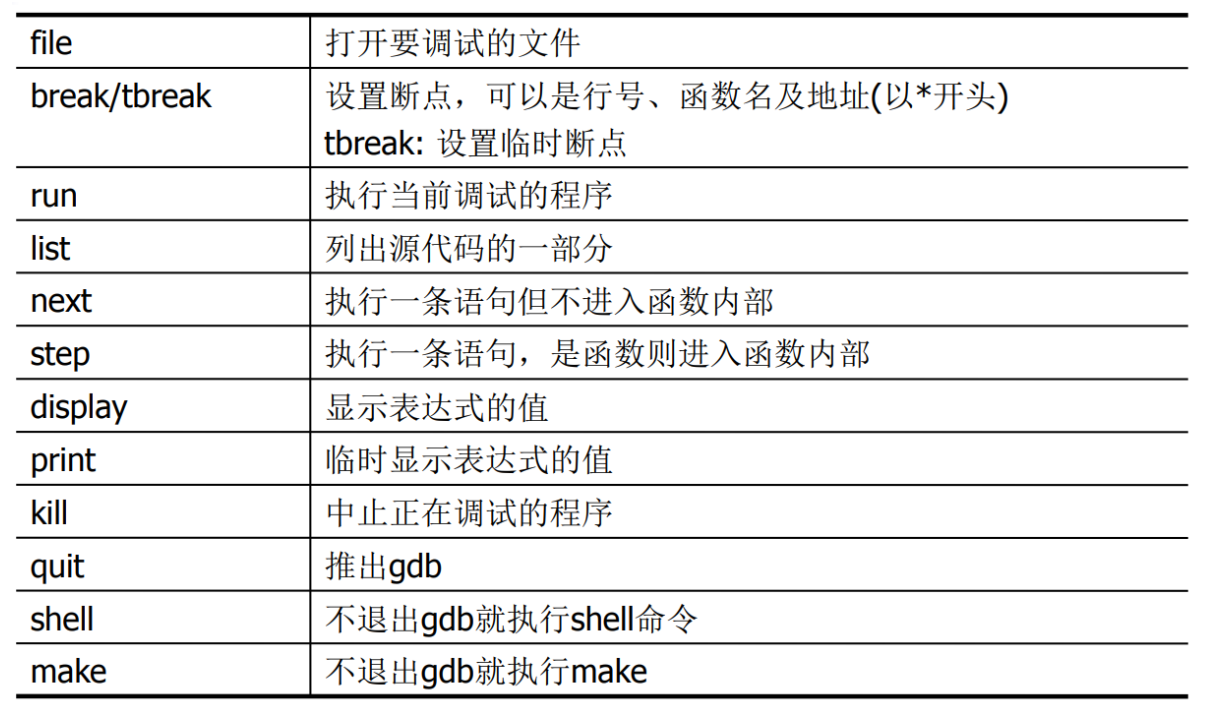 file 打开要调试的文件
break/tbreak 设置断点，可以是行号、函数名及地址(以*开头)
tbreak: 设置临时断点
run 执行当前调试的程序
list 列出源代码的一部分
next 执行一条语句但不进入函数内部
step 执行一条语句，是函数则进入函数内部
display 显示表达式的值
print 临时显示表达式的值
kill 中止正在调试的程序
quit 推出gdb
shell 不退出gdb就执行shell命令
make 不退出gdb就执行make